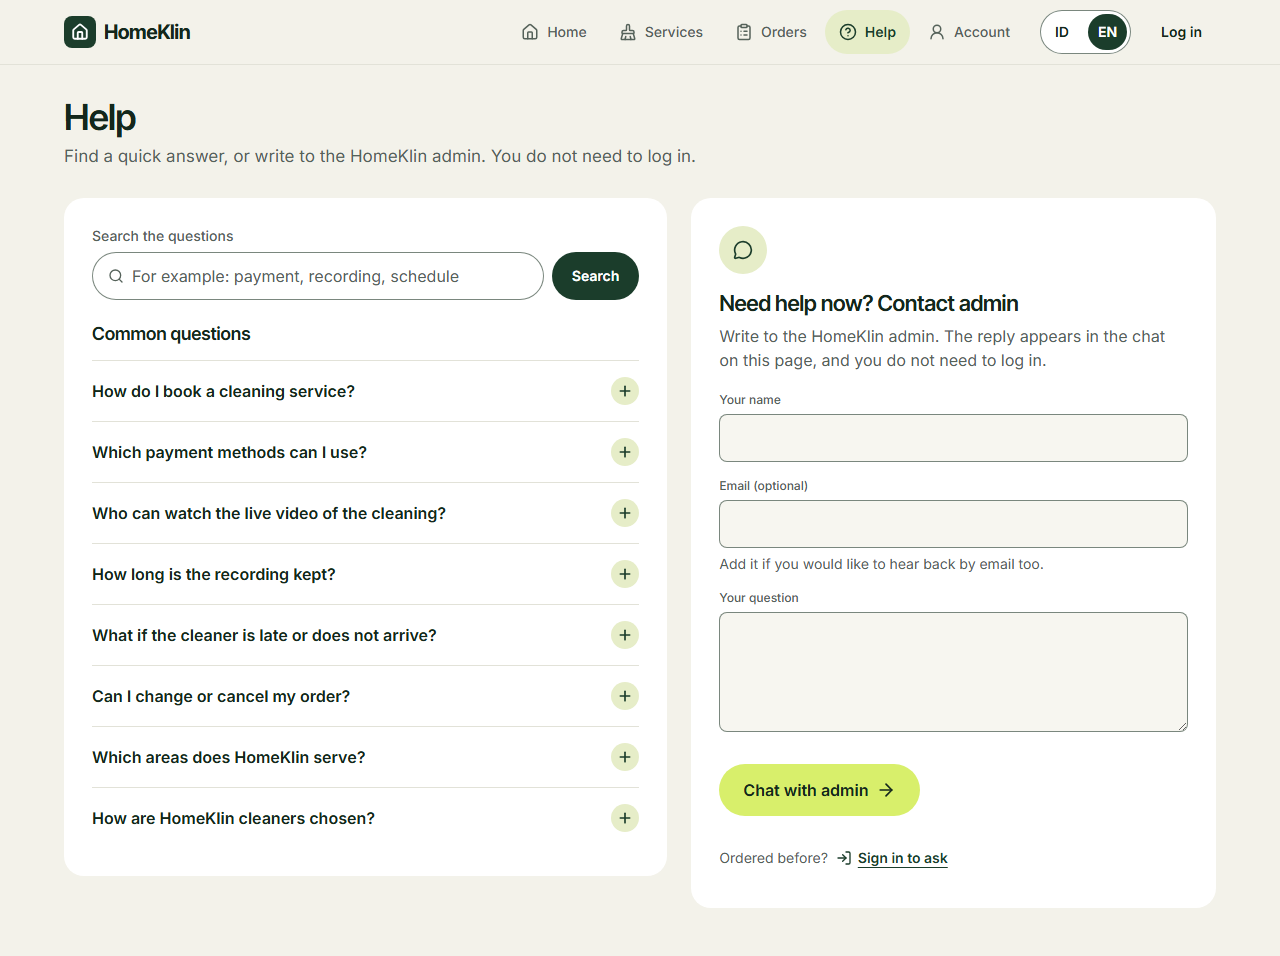 HomeKlin
Home
Services
Orders
Help
Account
ID
EN
Log in
Help
Find a quick answer, or write to the HomeKlin admin. You do not need to log in.
Search the questions
For example: payment, recording, schedule
Search
Common questions
How do I book a cleaning service?
Which payment methods can I use?
Who can watch the live video of the cleaning?
How long is the recording kept?
What if the cleaner is late or does not arrive?
Can I change or cancel my order?
Which areas does HomeKlin serve?
How are HomeKlin cleaners chosen?
Need help now? Contact admin
Write to the HomeKlin admin. The reply appears in the chat
on this page, and you do not need to log in.
Your name
Email (optional)
Add it if you would like to hear back by email too.
Your question
Chat with admin
Ordered before? Sign in to ask